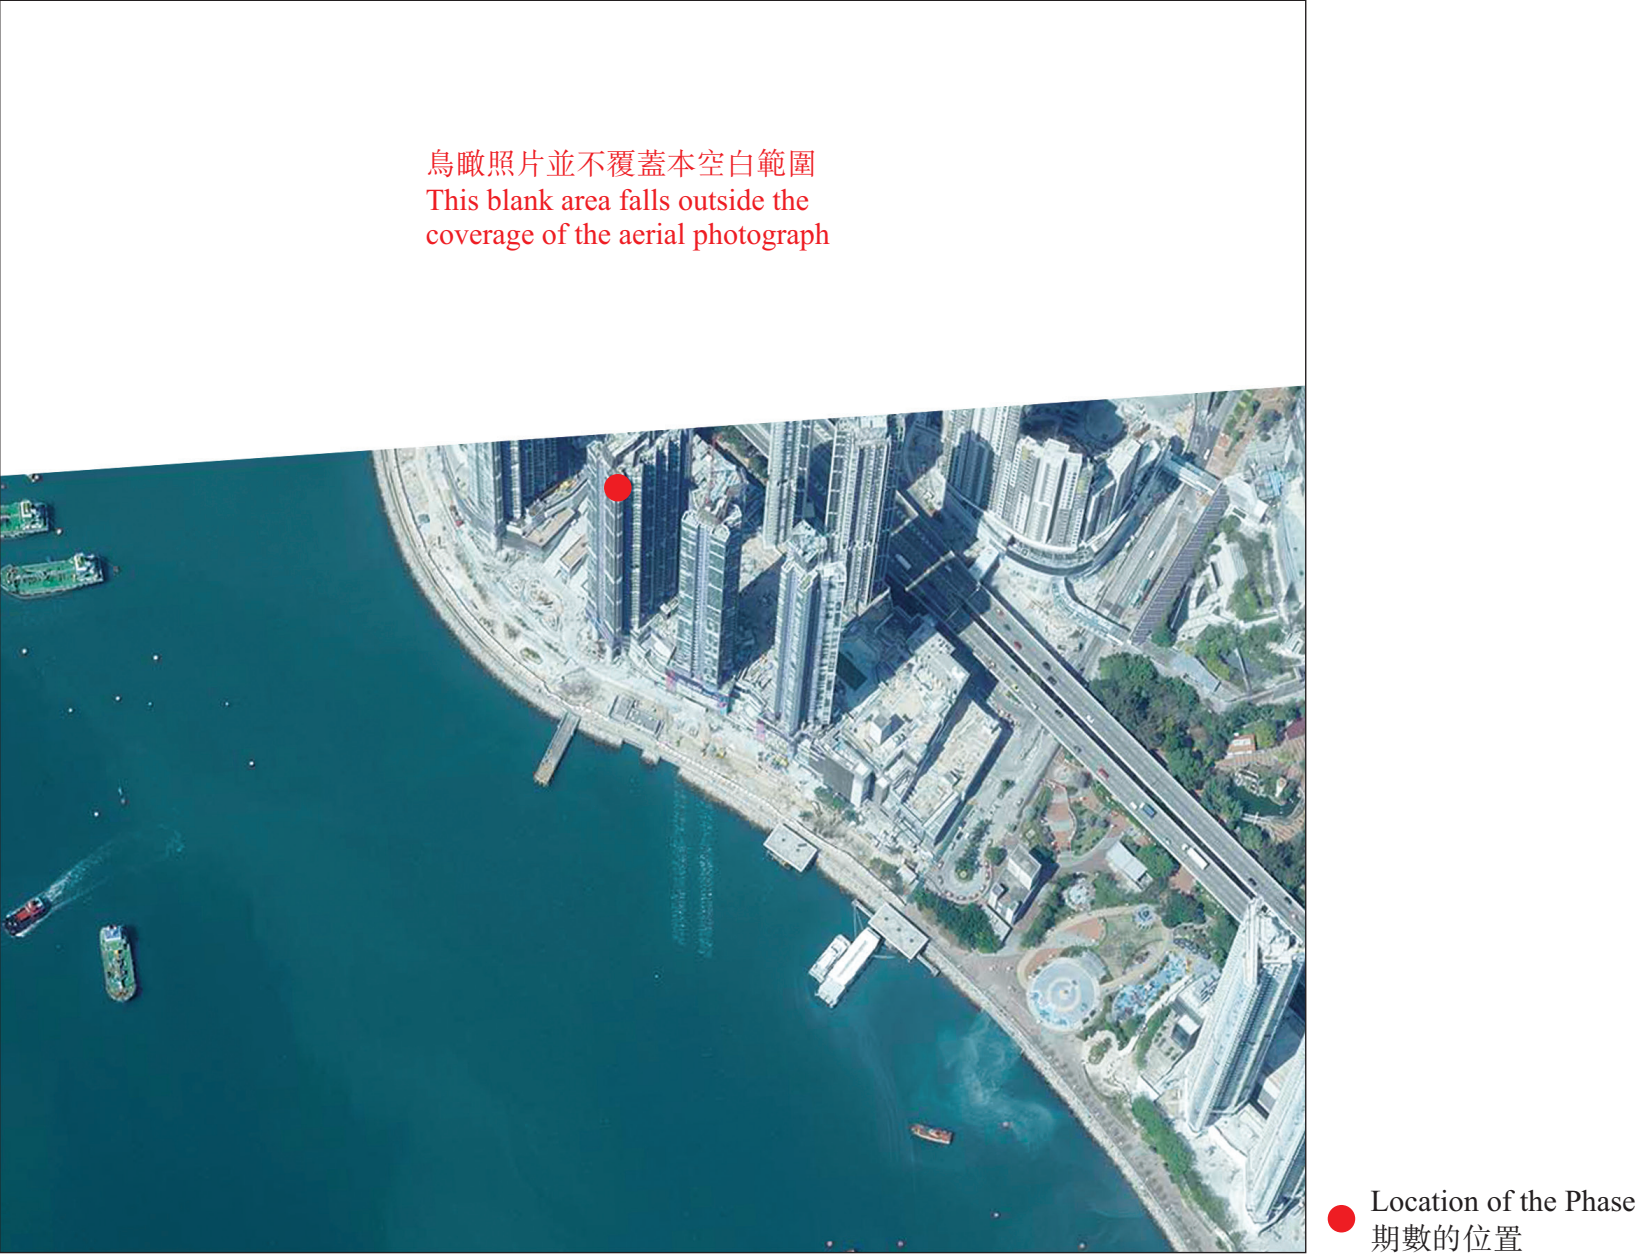 鳥瞰照片並不覆蓋本空白範圍
This blank area falls outside the
coverage of the aerial photograph
Location of the Phase
期數的位置